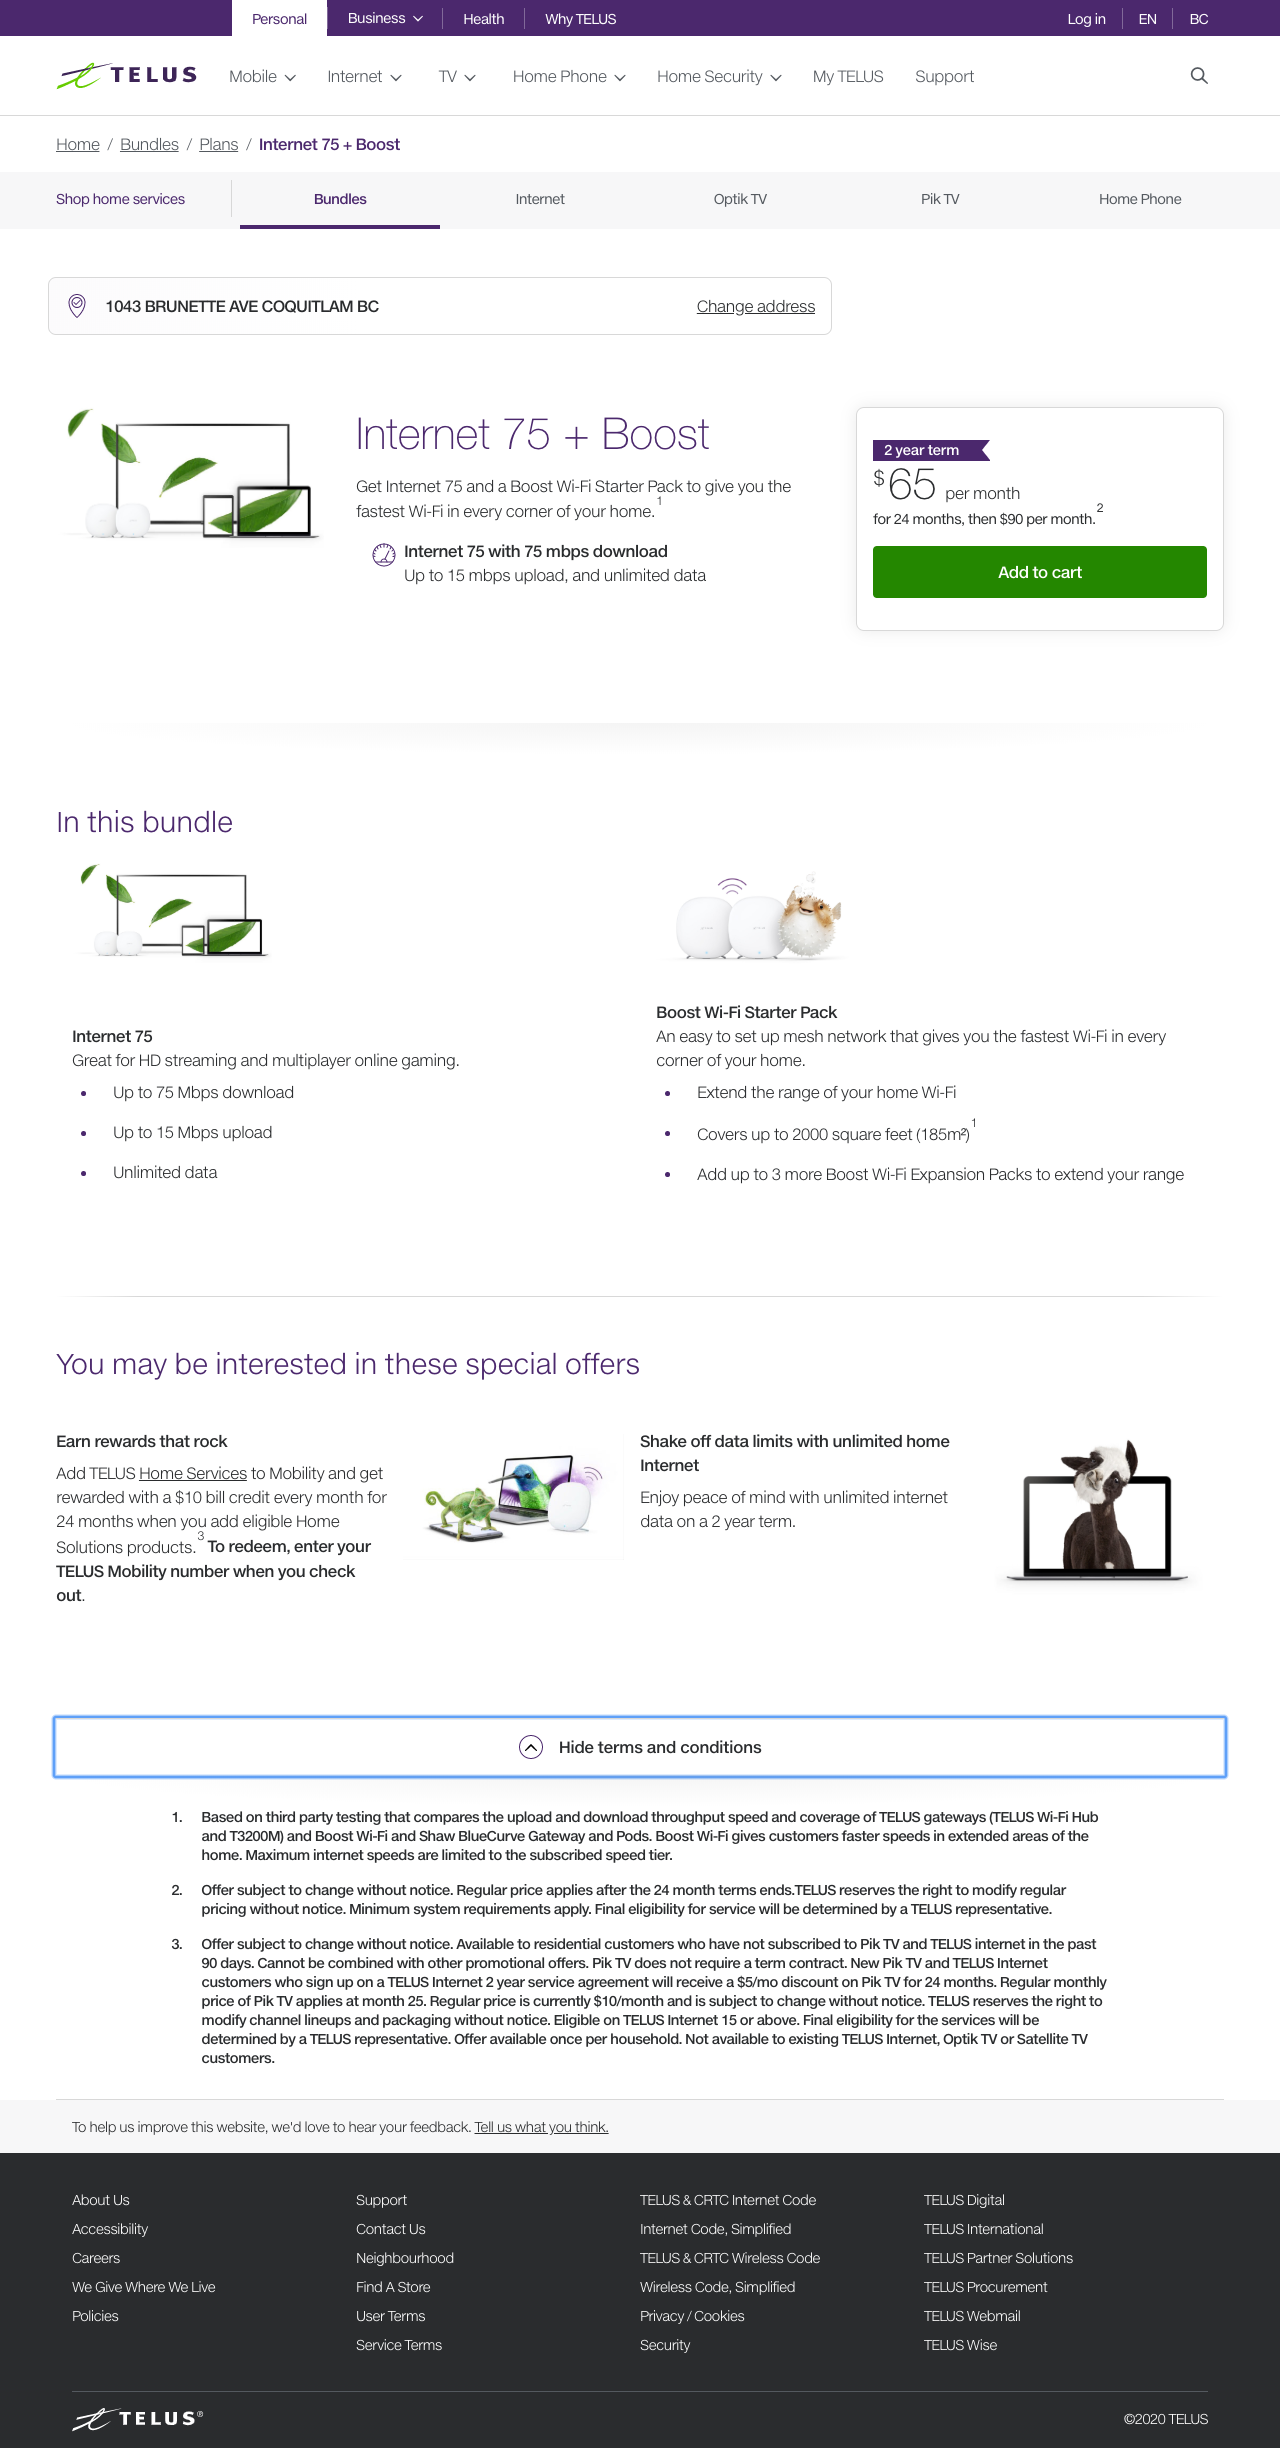 Personal
Business
Health
Why TELUS
Log in
EN
BC
TELUS
Mobile
Internet
TV
Home Phone
Home Security
My TELUS
Support
Home / Bundles / Plans / Internet 75 + Boost
Shop home services
Bundles
Internet
Optik TV
Pik TV
Home Phone
1043 BRUNETTE AVE COQUITLAM BC
Change address
Internet 75 + Boost
Get Internet 75 and a Boost Wi-Fi Starter Pack to give you the
fastest Wi-Fi in every corner of your home.1
Internet 75 with 75 mbps download
Up to 15 mbps upload, and unlimited data
2 year term
$65 per month
for 24 months, then $90 per month.2
Add to cart
In this bundle
Internet 75
Great for HD streaming and multiplayer online gaming.
• Up to 75 Mbps download
• Up to 15 Mbps upload
• Unlimited data
Boost Wi-Fi Starter Pack
An easy to set up mesh network that gives you the fastest Wi-Fi in every
corner of your home.
• Extend the range of your home Wi-Fi
• Covers up to 2000 square feet (185m²)1
• Add up to 3 more Boost Wi-Fi Expansion Packs to extend your range
You may be interested in these special offers
Earn rewards that rock
Add TELUS Home Services to Mobility and get
rewarded with a $10 bill credit every month for
24 months when you add eligible Home
Solutions products.3 To redeem, enter your
TELUS Mobility number when you check
out.
Shake off data limits with unlimited home
Internet
Enjoy peace of mind with unlimited internet
data on a 2 year term.
Hide terms and conditions
1. Based on third party testing that compares the upload and download throughput speed and coverage of TELUS gateways (TELUS Wi-Fi Hub
and T3200M) and Boost Wi-Fi and Shaw BlueCurve Gateway and Pods. Boost Wi-Fi gives customers faster speeds in extended areas of the
home. Maximum internet speeds are limited to the subscribed speed tier.
2. Offer subject to change without notice. Regular price applies after the 24 month terms ends.TELUS reserves the right to modify regular
pricing without notice. Minimum system requirements apply. Final eligibility for service will be determined by a TELUS representative.
3. Offer subject to change without notice. Available to residential customers who have not subscribed to Pik TV and TELUS internet in the past
90 days. Cannot be combined with other promotional offers. Pik TV does not require a term contract. New Pik TV and TELUS Internet
customers who sign up on a TELUS Internet 2 year service agreement will receive a $5/mo discount on Pik TV for 24 months. Regular monthly
price of Pik TV applies at month 25. Regular price is currently $10/month and is subject to change without notice. TELUS reserves the right to
modify channel lineups and packaging without notice. Eligible on TELUS Internet 15 or above. Final eligibility for the services will be
determined by a TELUS representative. Offer available once per household. Not available to existing TELUS Internet, Optik TV or Satellite TV
customers.
To help us improve this website, we'd love to hear your feedback. Tell us what you think.
About Us
Accessibility
Careers
We Give Where We Live
Policies
Support
Contact Us
Neighbourhood
Find A Store
User Terms
Service Terms
TELUS & CRTC Internet Code
Internet Code, Simplified
TELUS & CRTC Wireless Code
Wireless Code, Simplified
Privacy / Cookies
Security
TELUS Digital
TELUS International
TELUS Partner Solutions
TELUS Procurement
TELUS Webmail
TELUS Wise
TELUS®
©2020 TELUS